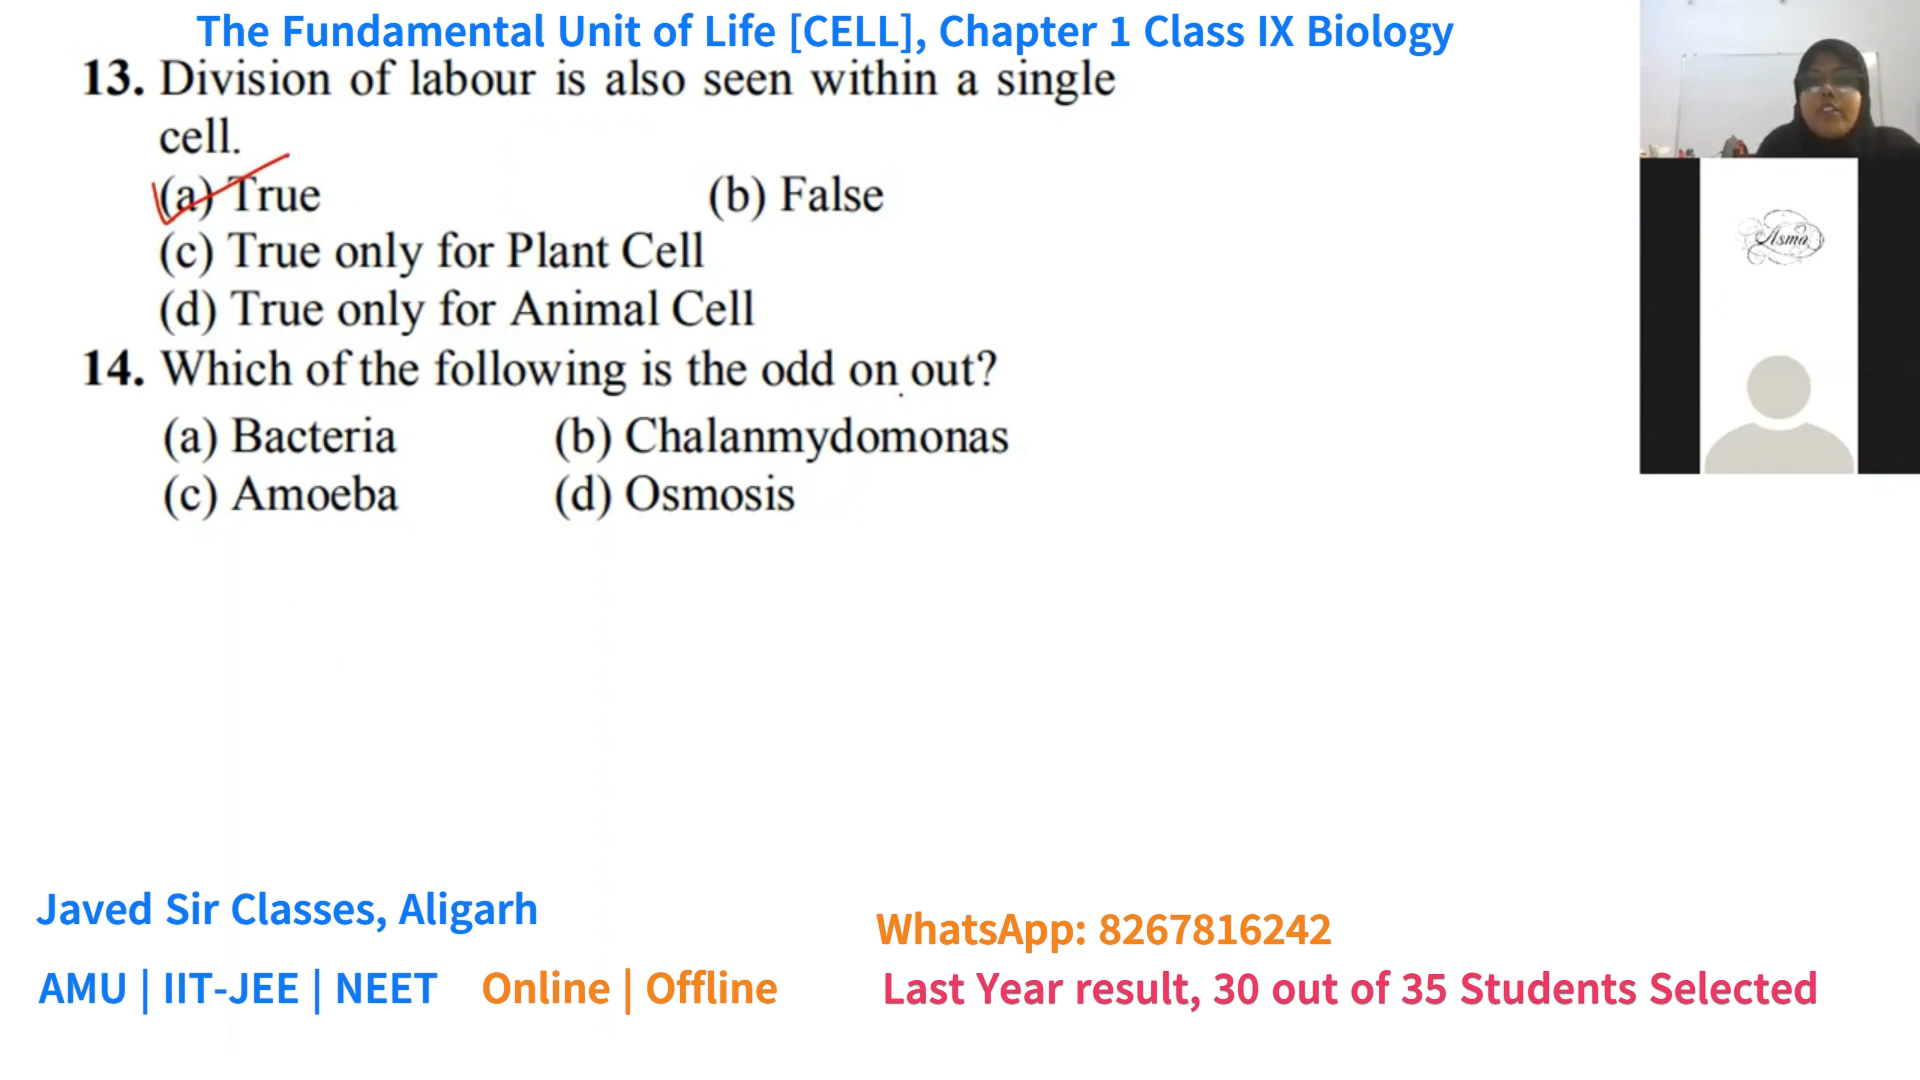 The Fundamental Unit of Life [CELL], Chapter 1 Class IX Biology
13. Division of labour is also seen within a single
cell.
(a) True (b) False
(c) True only for Plant Cell
(d) True only for Animal Cell
14. Which of the following is the odd on out?
(a) Bacteria (b) Chalanmydomonas
(c) Amoeba (d) Osmosis
Asma
Javed Sir Classes, Aligarh
WhatsApp: 8267816242
AMU | IIT-JEE | NEET Online | Offline
Last Year result, 30 out of 35 Students Selected